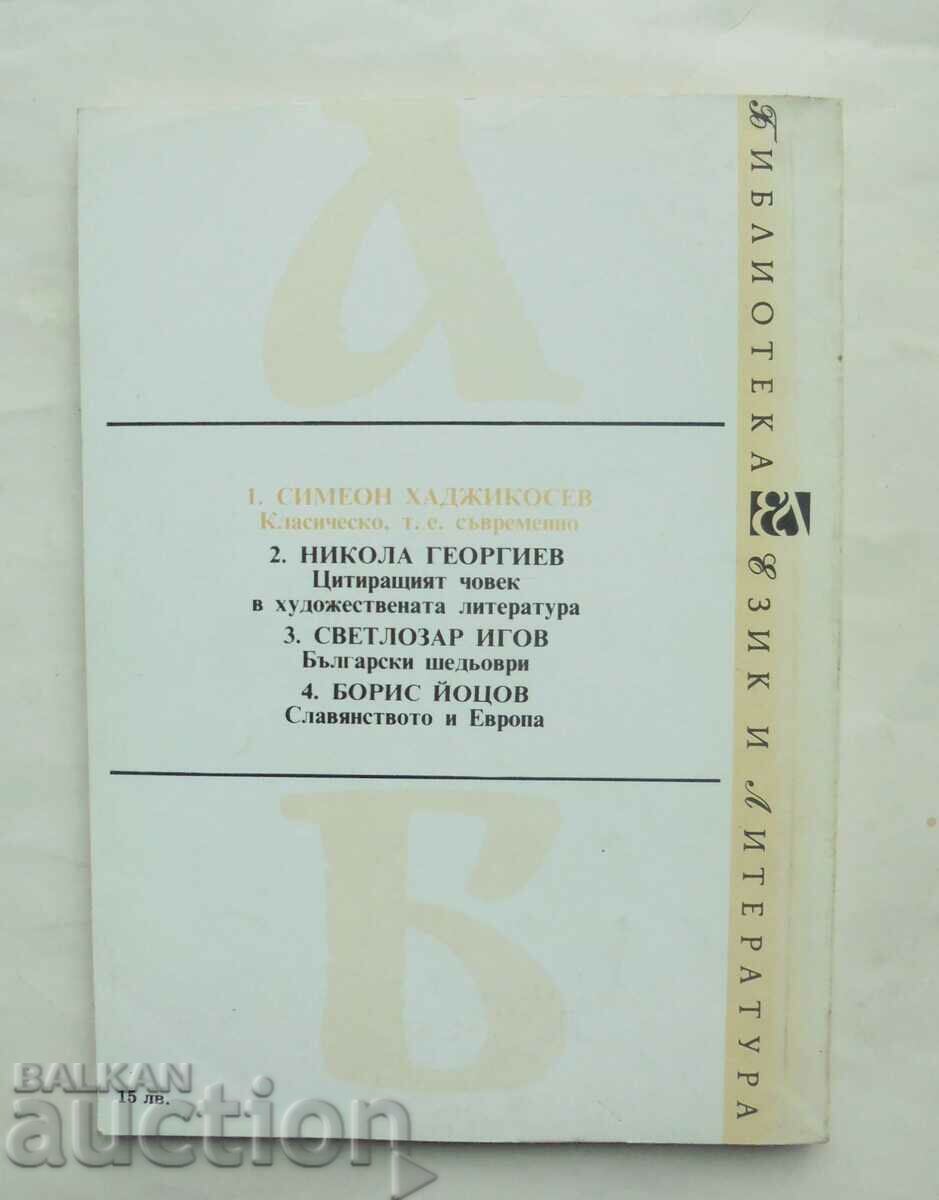 А
1. СИМЕОН ХАДЖИКОСЕВ
Класическо, т. е. съвременно
2. НИКОЛА ГЕОРГИЕВ
Цитиращият човек
в художествената литература
3. СВЕТЛОЗАР ИГОВ
Български шедьоври
4. БОРИС ЙОЦОВ
Славянството и Европа
Б
15 лв.
БИБЛИОТЕКА ЕЛ ЕЗИК И ЛИТЕРАТУРА
BALKAN
auction